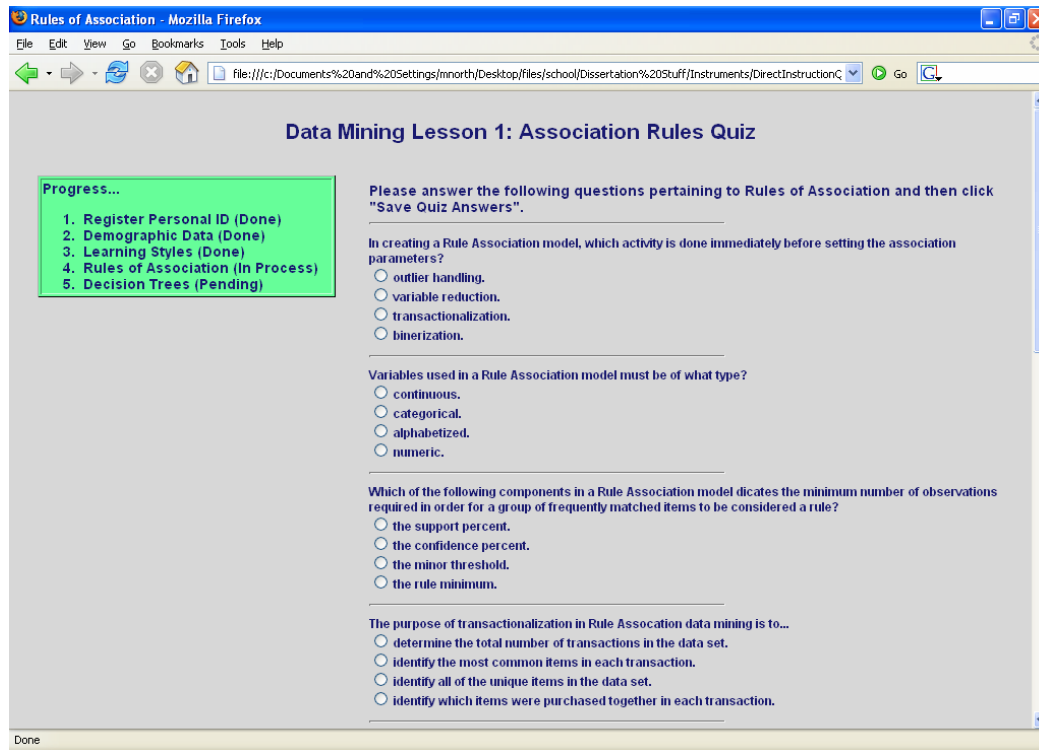 Rules of Association - Mozilla Firefox
File Edit View Go Bookmarks Tools Help
file:///c:/Documents%20and%20Settings/mnorth/Desktop/files/school/Dissertation%20Stuff/Instruments/DirectInstructionQ Go G
Data Mining Lesson 1: Association Rules Quiz
Progress...
1. Register Personal ID (Done)
2. Demographic Data (Done)
3. Learning Styles (Done)
4. Rules of Association (In Process)
5. Decision Trees (Pending)
Please answer the following questions pertaining to Rules of Association and then click
"Save Quiz Answers".
In creating a Rule Association model, which activity is done immediately before setting the association
parameters?
outlier handling.
variable reduction.
transactionalization.
binerization.
Variables used in a Rule Association model must be of what type?
continuous.
categorical.
alphabetized.
numeric.
Which of the following components in a Rule Association model dicates the minimum number of observations
required in order for a group of frequently matched items to be considered a rule?
the support percent.
the confidence percent.
the minor threshold.
the rule minimum.
The purpose of transactionalization in Rule Assocation data mining is to...
determine the total number of transactions in the data set.
identify the most common items in each transaction.
identify all of the unique items in the data set.
identify which items were purchased together in each transaction.
Done